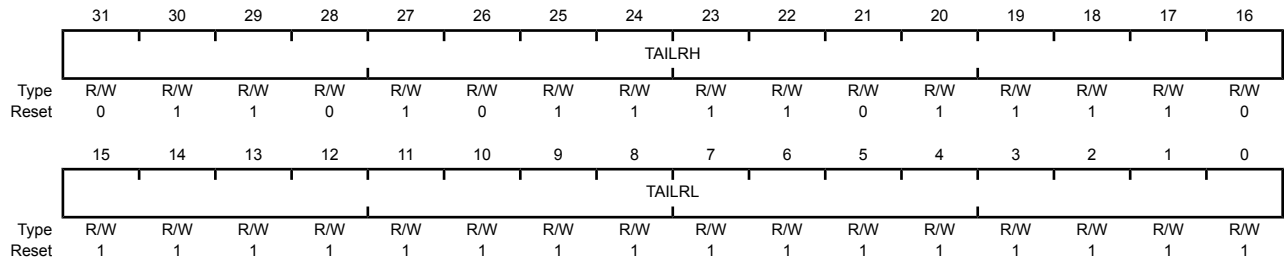 31 30 29 28 27 26 25 24 23 22 21 20 19 18 17 16
TAILRH
Type R/W R/W R/W R/W R/W R/W R/W R/W R/W R/W R/W R/W R/W R/W R/W R/W
Reset 0 1 1 0 1 0 1 1 1 1 0 1 1 1 1 0
15 14 13 12 11 10 9 8 7 6 5 4 3 2 1 0
TAILRL
Type R/W R/W R/W R/W R/W R/W R/W R/W R/W R/W R/W R/W R/W R/W R/W R/W
Reset 1 1 1 1 1 1 1 1 1 1 1 1 1 1 1 1